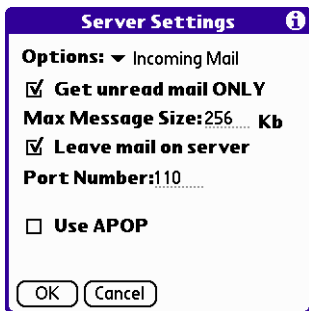 Server Settings
Options: Incoming Mail
Get unread mail ONLY
Max Message Size: 256 Kb
Leave mail on server
Port Number: 110
Use APOP
OK Cancel